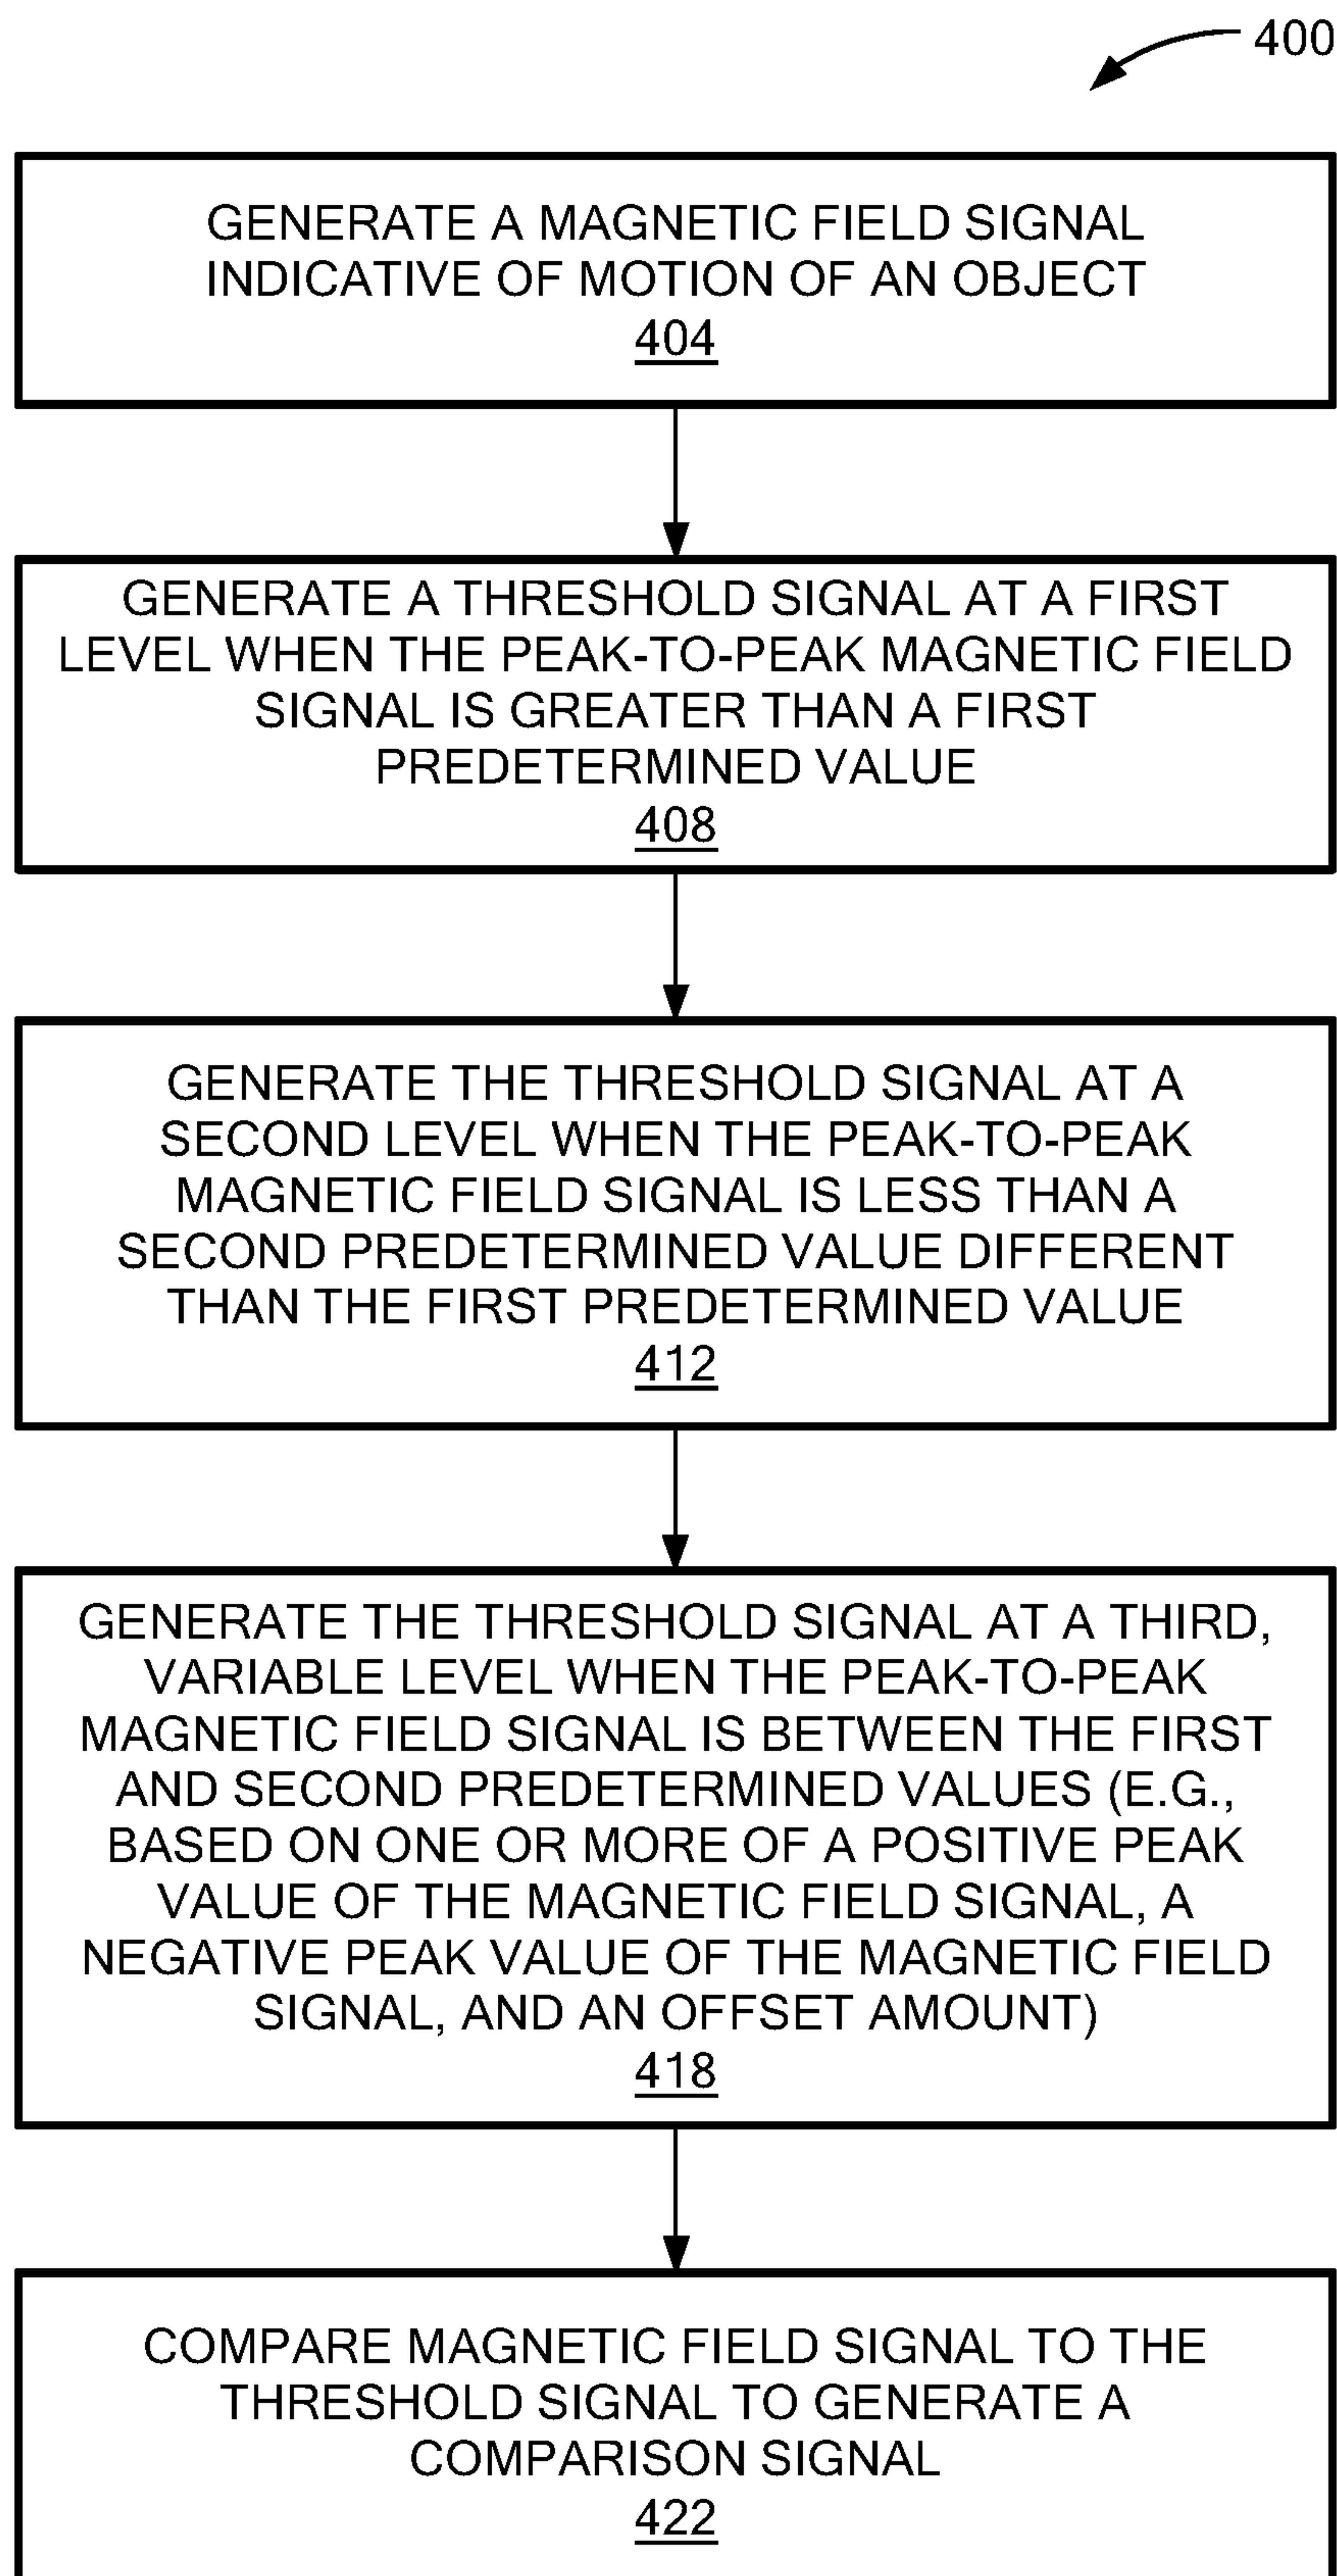 400
GENERATE A MAGNETIC FIELD SIGNAL
INDICATIVE OF MOTION OF AN OBJECT
404
GENERATE A THRESHOLD SIGNAL AT A FIRST
LEVEL WHEN THE PEAK-TO-PEAK MAGNETIC FIELD
SIGNAL IS GREATER THAN A FIRST
PREDETERMINED VALUE
408
GENERATE THE THRESHOLD SIGNAL AT A
SECOND LEVEL WHEN THE PEAK-TO-PEAK
MAGNETIC FIELD SIGNAL IS LESS THAN A
SECOND PREDETERMINED VALUE DIFFERENT
THAN THE FIRST PREDETERMINED VALUE
412
GENERATE THE THRESHOLD SIGNAL AT A THIRD,
VARIABLE LEVEL WHEN THE PEAK-TO-PEAK
MAGNETIC FIELD SIGNAL IS BETWEEN THE FIRST
AND SECOND PREDETERMINED VALUES (E.G.,
BASED ON ONE OR MORE OF A POSITIVE PEAK
VALUE OF THE MAGNETIC FIELD SIGNAL, A
NEGATIVE PEAK VALUE OF THE MAGNETIC FIELD
SIGNAL, AND AN OFFSET AMOUNT)
418
COMPARE MAGNETIC FIELD SIGNAL TO THE
THRESHOLD SIGNAL TO GENERATE A
COMPARISON SIGNAL
422